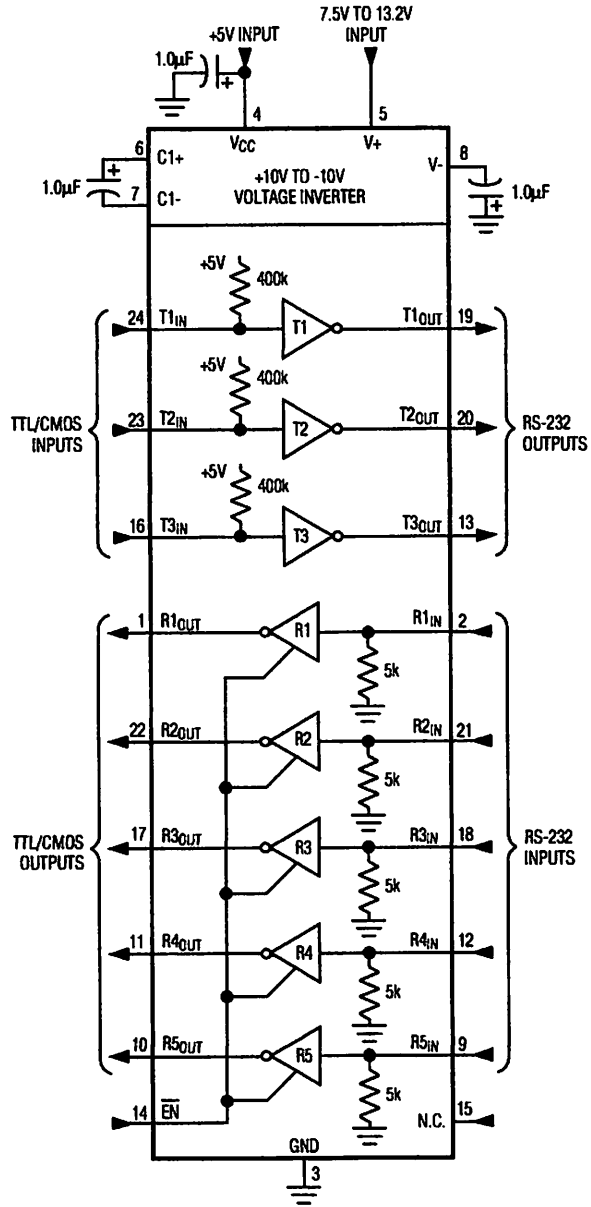 7.5V TO 13.2V
INPUT
+5V INPUT
1.0µF
+
4
5
VCC
V+
6
C1+
+
1.0µF
7
C1-
+10V TO -10V
VOLTAGE INVERTER
V-
8
1.0µF
+
+5V
400k
24
T1IN
T1
T1OUT
19
+5V
400k
23
T2IN
T2
T2OUT
20
TTL/CMOS
INPUTS
RS-232
OUTPUTS
+5V
400k
16
T3IN
T3
T3OUT
13
1
R1OUT
R1
R1IN
2
5k
22
R2OUT
R2
R2IN
21
5k
17
R3OUT
R3
R3IN
18
5k
TTL/CMOS
OUTPUTS
RS-232
INPUTS
11
R4OUT
R4
R4IN
12
5k
10
R5OUT
R5
R5IN
9
5k
14
EN
N.C.
15
GND
3